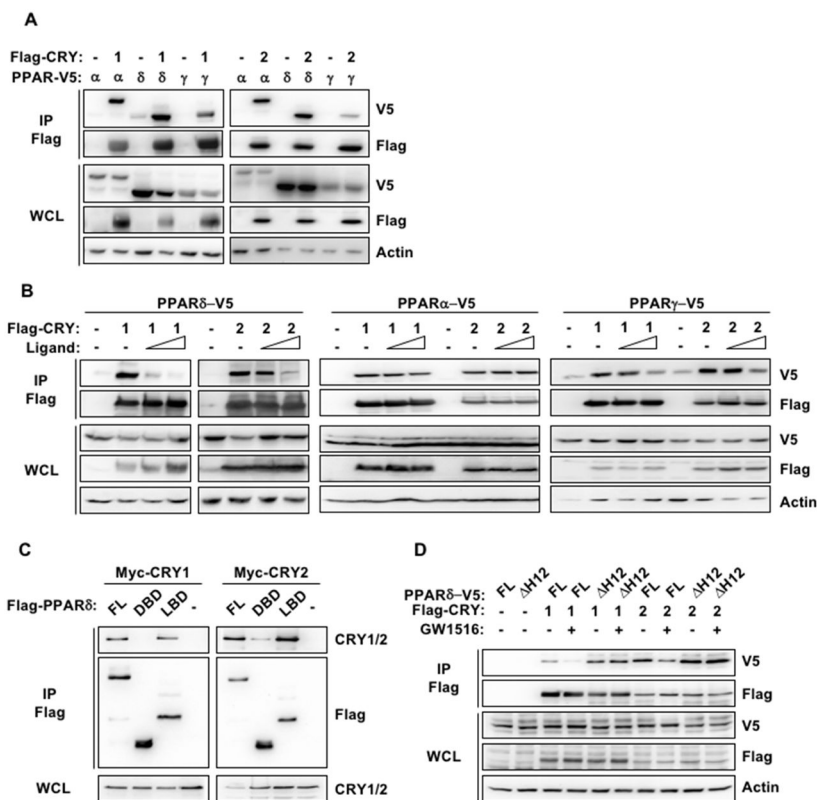 A
Flag-CRY: - 1 - 1 - 1 - 2 - 2 - 2
PPAR-V5: α α δ δ γ γ α α δ δ γ γ
IP Flag
V5
Flag
WCL
V5
Flag
Actin
B
PPARδ–V5 PPARα–V5 PPARγ–V5
Flag-CRY: - 1 1 1 - 2 2 2 - 1 1 1 - 2 2 2 - 1 1 1 - 2 2 2
Ligand: - - - - - - - - - - - -
IP Flag
V5
Flag
WCL
V5
Flag
Actin
C
Myc-CRY1 Myc-CRY2
Flag-PPARδ: FL DBD LBD - FL DBD LBD -
IP Flag
CRY1/2
Flag
WCL
CRY1/2
D
PPARδ–V5: FL ΔH12 FL FL ΔH12 ΔH12 FL FL ΔH12 ΔH12
Flag-CRY: - - 1 1 1 1 2 2 2 2
GW1516: - - - + - + - + - +
IP Flag
V5
Flag
WCL
V5
Flag
Actin